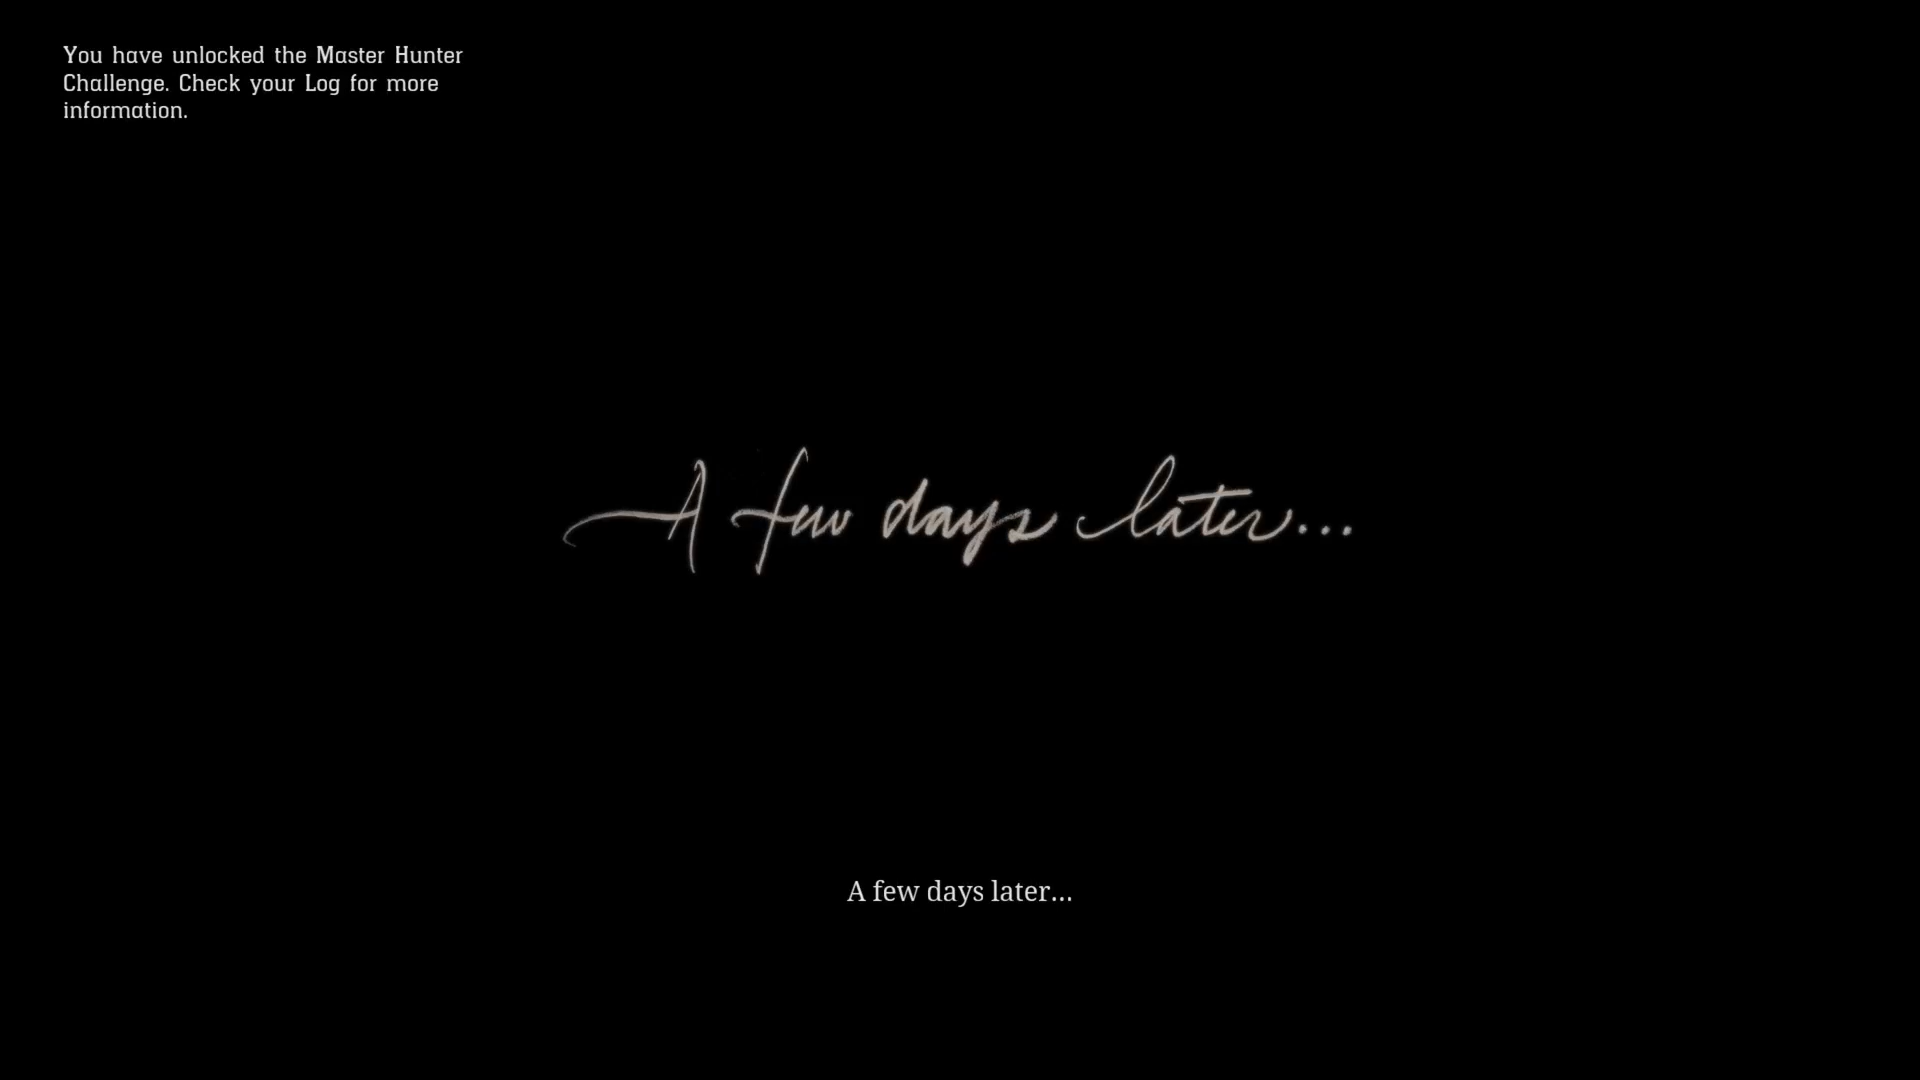 You have unlocked the Master Hunter
Challenge. Check your Log for more
information.
A few days later...
A few days later...